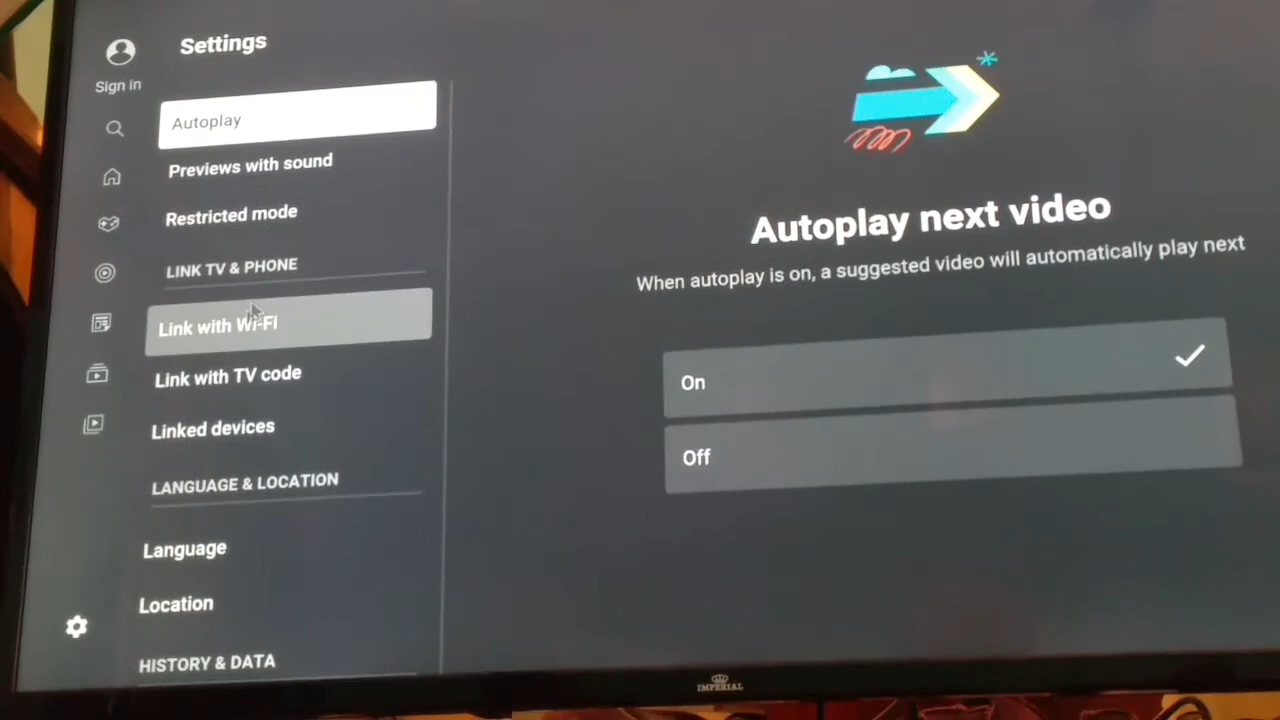 Settings
Sign in
Autoplay
Previews with sound
Restricted mode
LINK TV & PHONE
Link with Wi-Fi
Link with TV code
Linked devices
LANGUAGE & LOCATION
Language
Location
HISTORY & DATA
Autoplay next video
When autoplay is on, a suggested video will automatically play next
On
Off
IMPERIAL